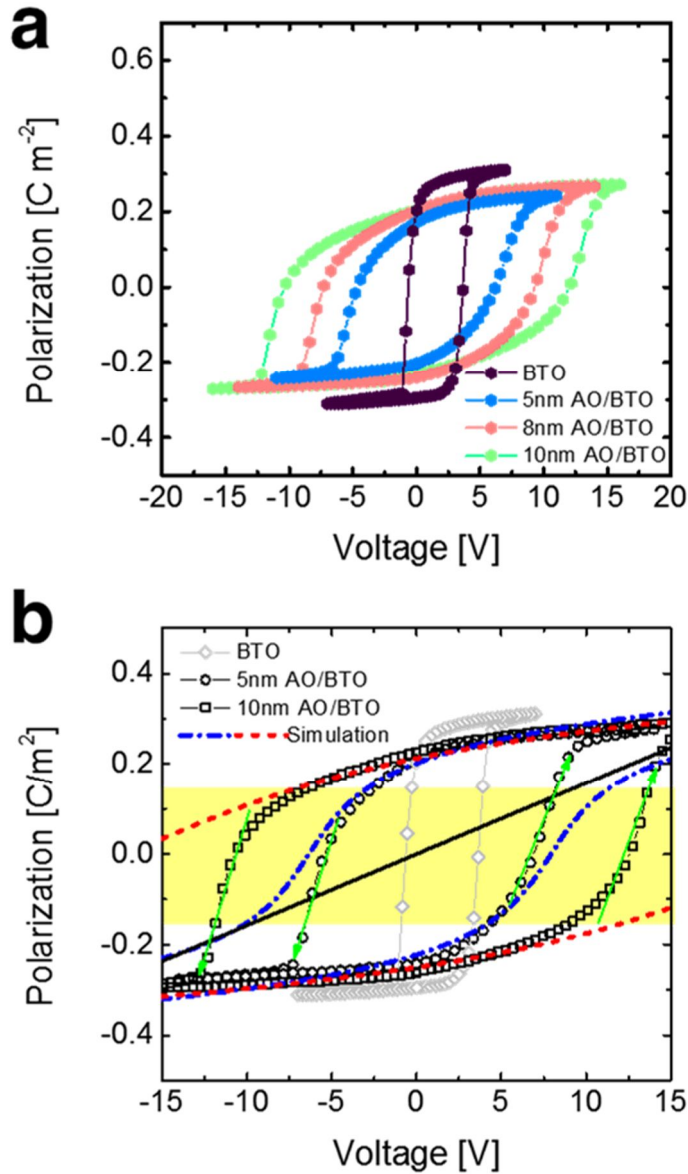 a
0.6
0.4
0.2
0.0
-0.2
-0.4
Polarization [C m-2]
BTO
5nm AO/BTO
8nm AO/BTO
10nm AO/BTO
-20 -15 -10 -5 0 5 10 15 20
Voltage [V]
b
0.4
0.2
0.0
-0.2
-0.4
Polarization [C/m2]
BTO
5nm AO/BTO
10nm AO/BTO
Simulation
-15 -10 -5 0 5 10 15
Voltage [V]